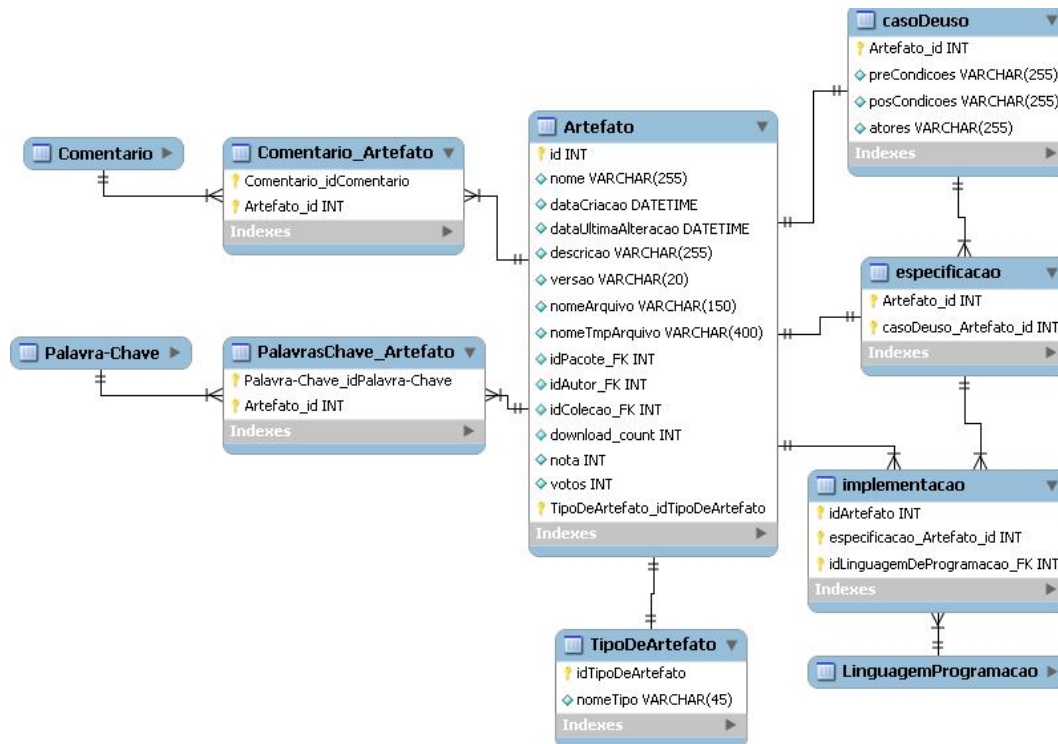 Comentario
Comentario_Artefato
Comentario_idComentario
Artefato_id INT
Indexes
Palavra-Chave
PalavrasChave_Artefato
Palavra-Chave_idPalavra-Chave
Artefato_id INT
Indexes
Artefato
id INT
nome VARCHAR(255)
dataCriacao DATETIME
dataUltimaAlteracao DATETIME
descricao VARCHAR(255)
versao VARCHAR(20)
nomeArquivo VARCHAR(150)
nomeTmpArquivo VARCHAR(400)
idPacote_FK INT
idAutor_FK INT
idColecao_FK INT
download_count INT
nota INT
votos INT
TipoDeArtefato_idTipoDeArtefato
Indexes
TipoDeArtefato
idTipoDeArtefato
nomeTipo VARCHAR(45)
Indexes
casoDeuso
Artefato_id INT
preCondicoes VARCHAR(255)
posCondicoes VARCHAR(255)
atores VARCHAR(255)
Indexes
especificacao
Artefato_id INT
casoDeuso_Artefato_id INT
Indexes
implementacao
idArtefato INT
especificacao_Artefato_id INT
idLinguagemDeProgramacao_FK INT
Indexes
LinguagemProgramacao